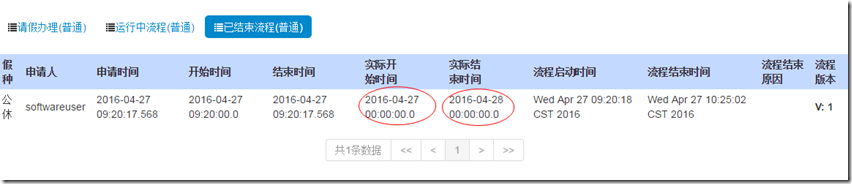 请假办理(普通) 运行中流程(普通) 已结束流程(普通)
假种 申请人 申请时间 开始时间 结束时间 实际开始时间 实际结束时间 流程启动时间 流程结束时间 流程结束原因 流程版本
公休 softwareuser 2016-04-27 09:20:17.568 2016-04-27 09:20:00.0 2016-04-27 09:20:17.568 2016-04-27 00:00:00.0 2016-04-28 00:00:00.0 Wed Apr 27 09:20:18 CST 2016 Wed Apr 27 10:25:02 CST 2016 V: 1
共1条数据 << < 1 > >>